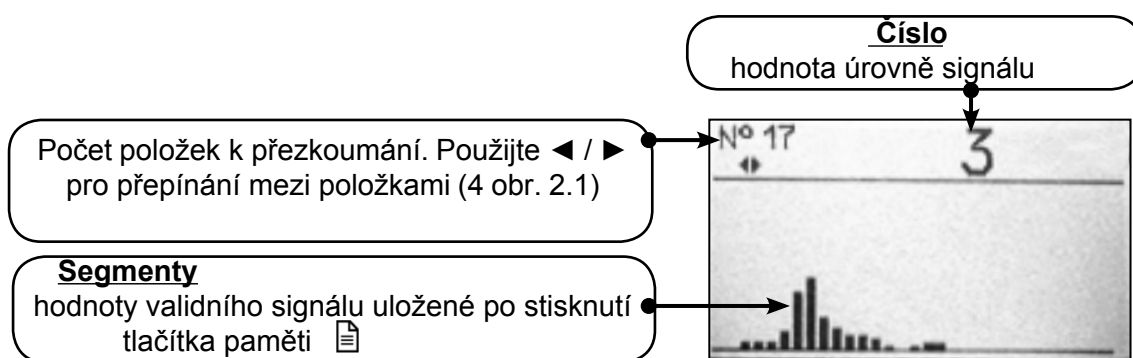 Číslo
hodnota úrovně signálu
Počet položek k přezkoumání. Použijte ◄ / ►
pro přepínání mezi položkami (4 obr. 2.1)
Nº 17
3
Segmenty
hodnoty validního signálu uložené po stisknutí
tlačítka paměti